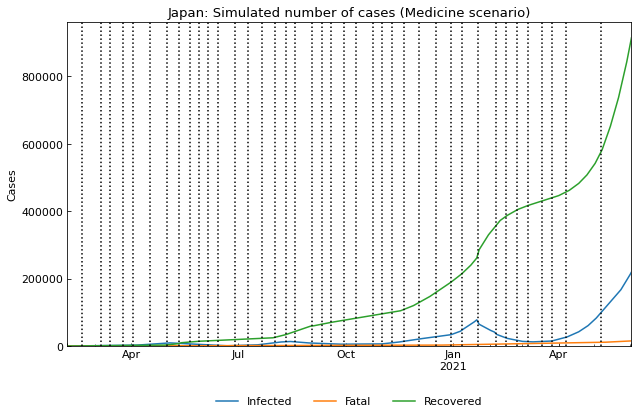 Japan: Simulated number of cases (Medicine scenario)
800000
600000
400000
200000
0
Cases
Apr
Jul
Oct
Jan
2021
Apr
Infected
Fatal
Recovered